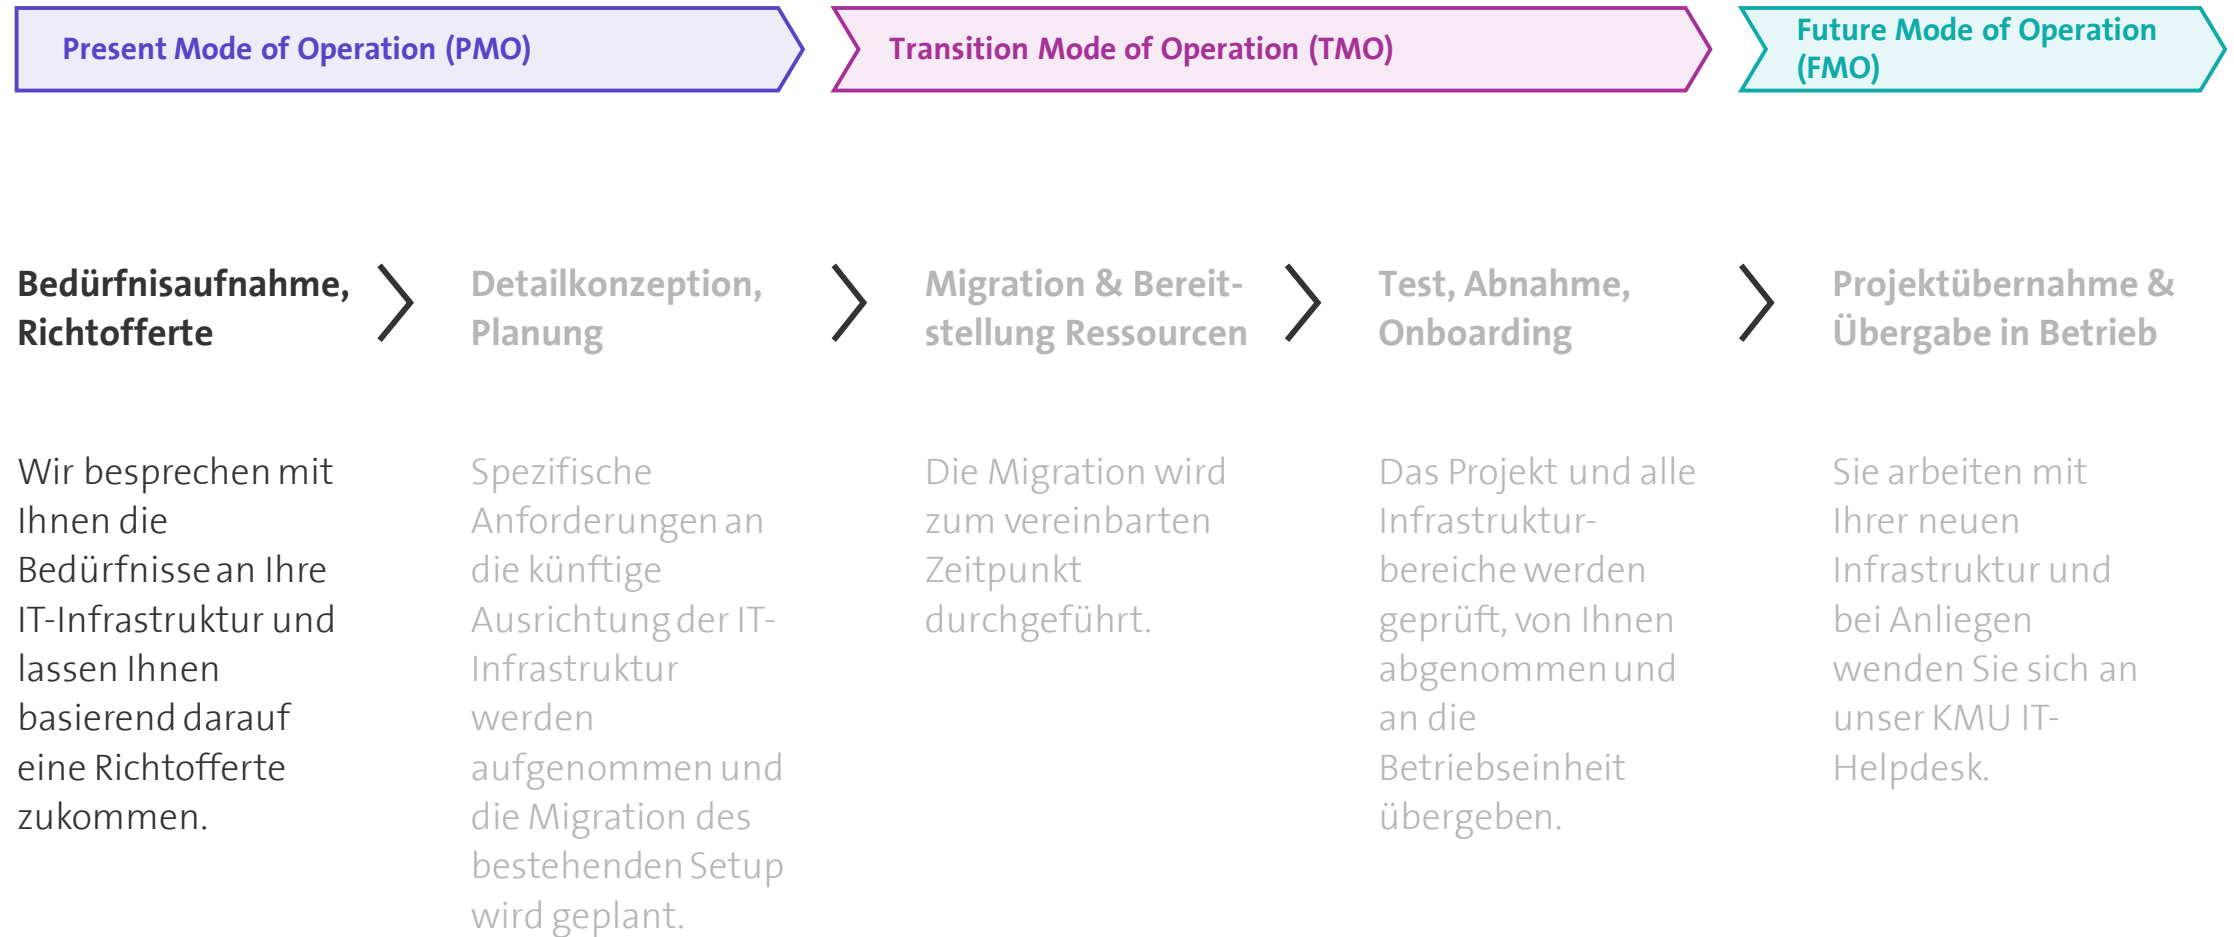 Present Mode of Operation (PMO)
Transition Mode of Operation (TMO)
Future Mode of Operation
(FMO)
Bedürfnisaufnahme,
Richtofferte
Detailkonzeption,
Planung
Migration & Bereit-
stellung Ressourcen
Test, Abnahme,
Onboarding
Projektübernahme &
Übergabe in Betrieb
Wir besprechen mit
Ihnen die
Bedürfnisse an Ihre
IT-Infrastruktur und
lassen Ihnen
basierend darauf
eine Richtofferte
zukommen.
Spezifische
Anforderungen an
die künftige
Ausrichtung der IT-
Infrastruktur
werden
aufgenommen und
die Migration des
bestehenden Setup
wird geplant.
Die Migration wird
zum vereinbarten
Zeitpunkt
durchgeführt.
Das Projekt und alle
Infrastruktur-
bereiche werden
geprüft, von Ihnen
abgenommen und
an die
Betriebseinheit
übergeben.
Sie arbeiten mit
Ihrer neuen
Infrastruktur und
bei Anliegen
wenden Sie sich an
unser KMU IT-
Helpdesk.